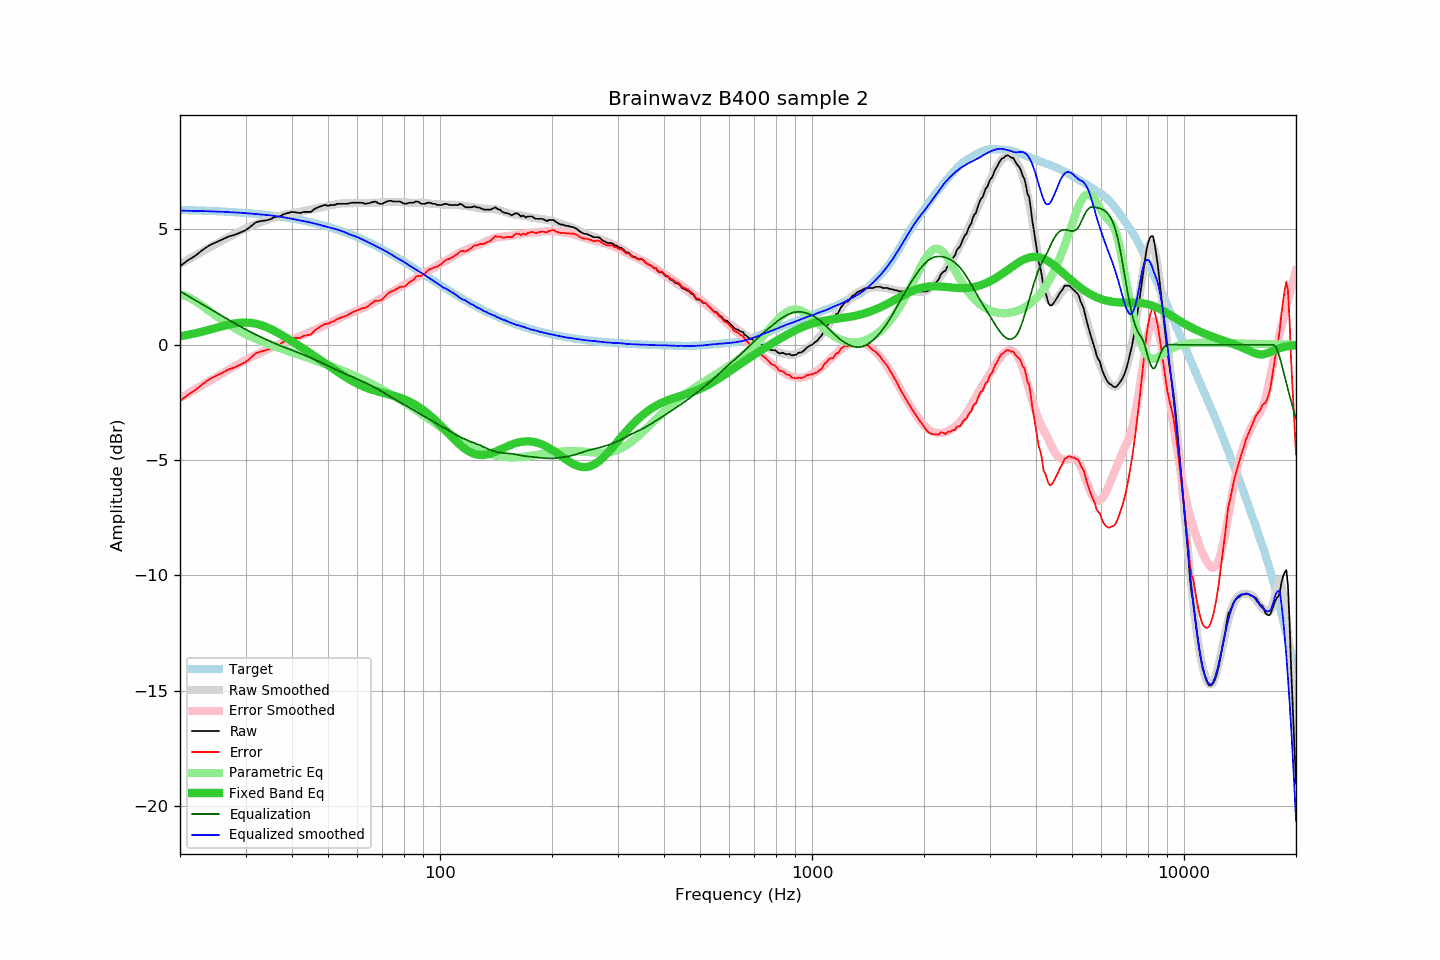 Brainwavz B400 sample 2
Amplitude (dBr)
5
0
−5
−10
−15
−20
Target
Raw Smoothed
Error Smoothed
Raw
Error
Parametric Eq
Fixed Band Eq
Equalization
Equalized smoothed
100 1000 10000
Frequency (Hz)